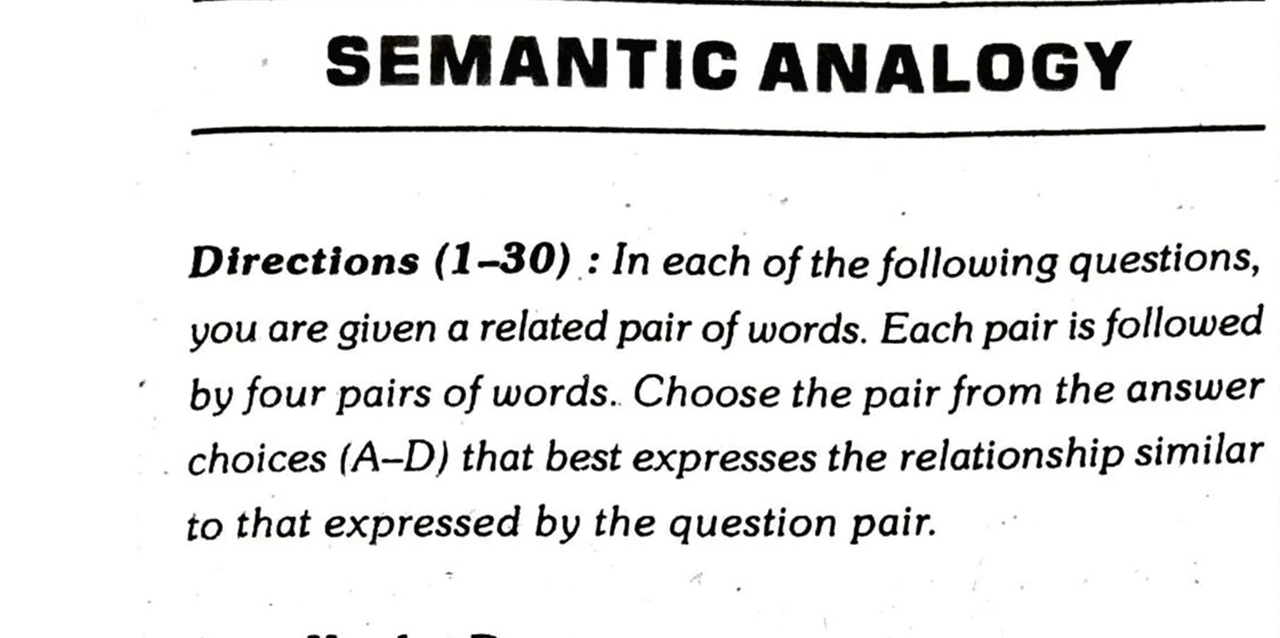 SEMANTIC ANALOGY
Directions (1–30) : In each of the following questions,
you are given a related pair of words. Each pair is followed
by four pairs of words. Choose the pair from the answer
choices (A–D) that best expresses the relationship similar
to that expressed by the question pair.